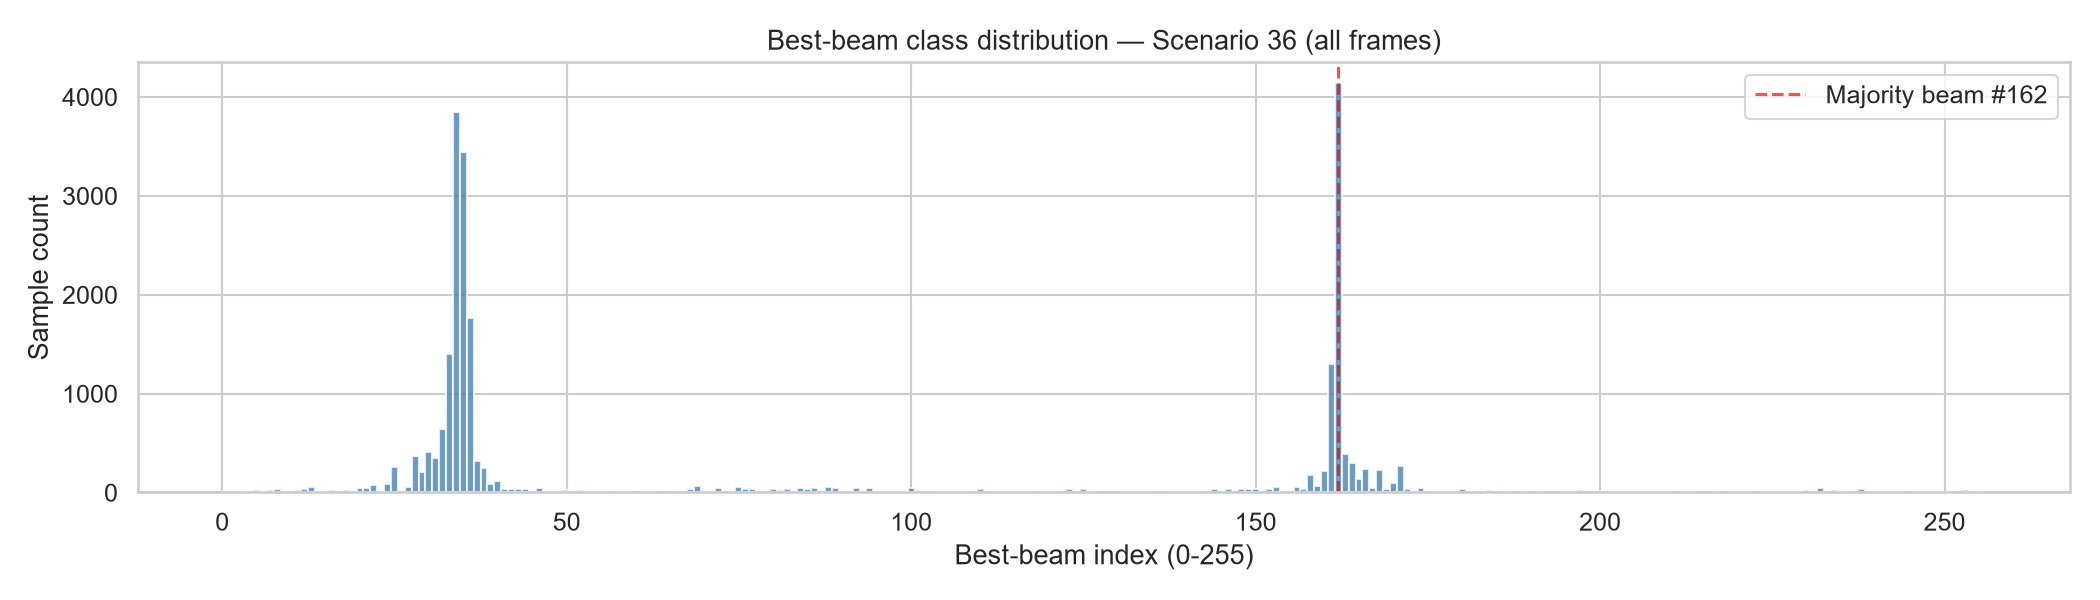 Best-beam class distribution — Scenario 36 (all frames)
Majority beam #162
Sample count
4000
3000
2000
1000
0
0 50 100 150 200 250
Best-beam index (0-255)